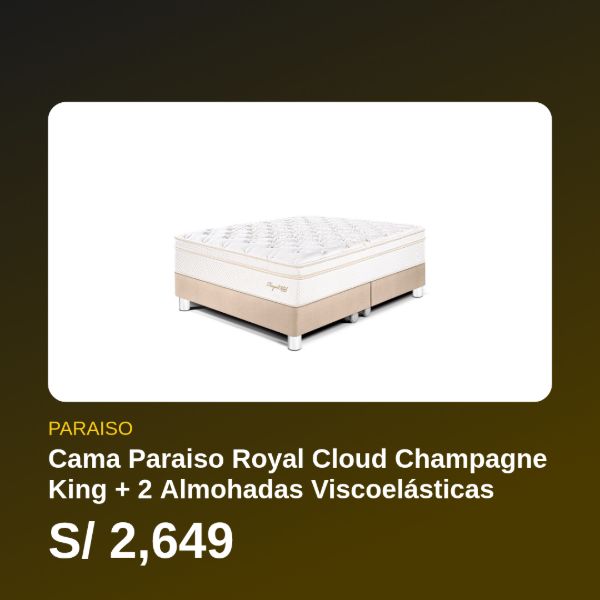 PARAISO
Cama Paraiso Royal Cloud Champagne
King + 2 Almohadas Viscoelásticas
S/ 2,649